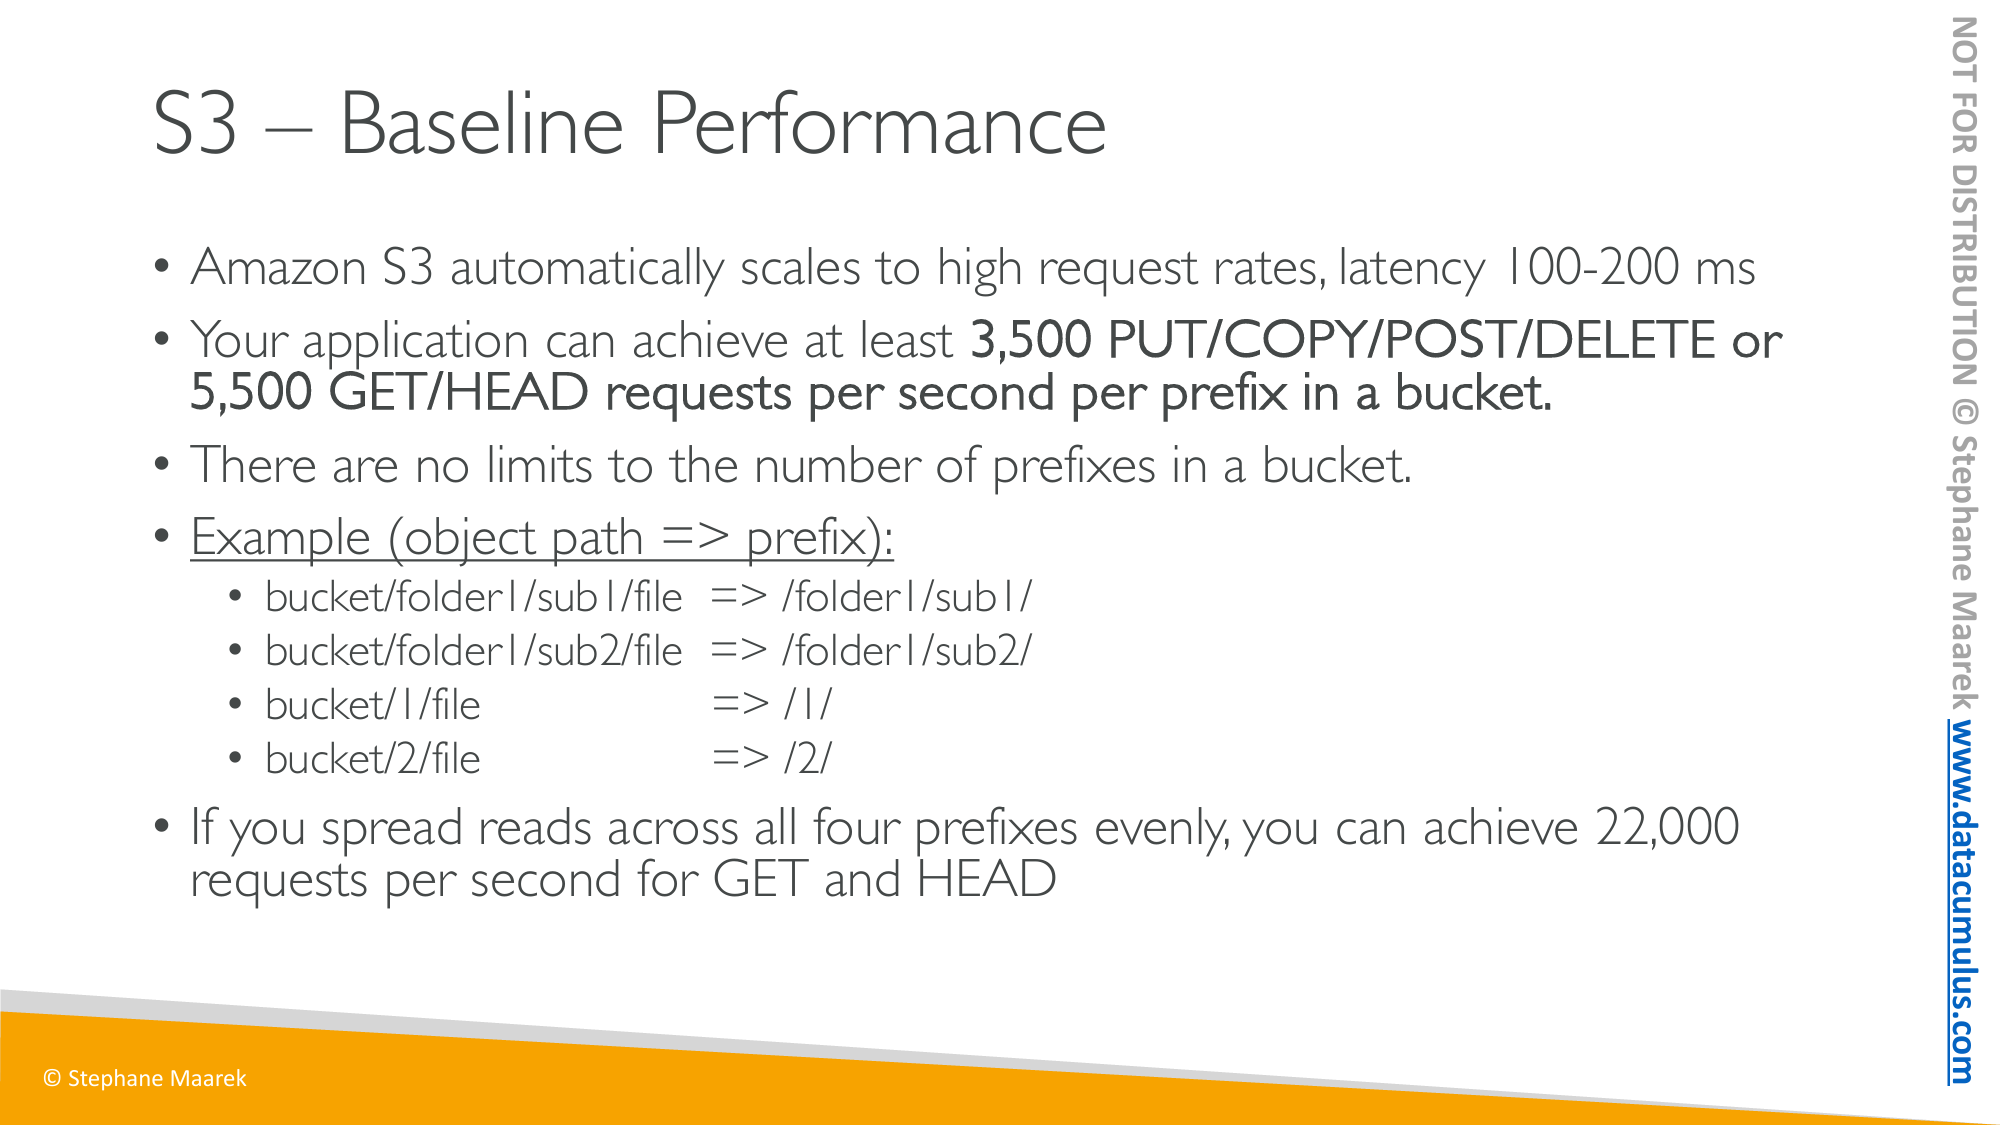 S3 – Baseline Performance
• Amazon S3 automatically scales to high request rates, latency 100-200 ms
• Your application can achieve at least 3,500 PUT/COPY/POST/DELETE or
5,500 GET/HEAD requests per second per prefix in a bucket.
• There are no limits to the number of prefixes in a bucket.
• Example (object path => prefix):
• bucket/folder1/sub1/file => /folder1/sub1/
• bucket/folder1/sub2/file => /folder1/sub2/
• bucket/1/file => /1/
• bucket/2/file => /2/
• If you spread reads across all four prefixes evenly, you can achieve 22,000
requests per second for GET and HEAD
© Stephane Maarek
NOT FOR DISTRIBUTION © Stephane Maarek www.datacumulus.com